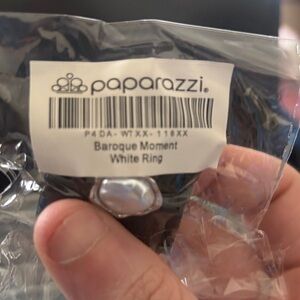 paparazzi®
P4DA-WTXX-118XX
Baroque Moment
White Ring